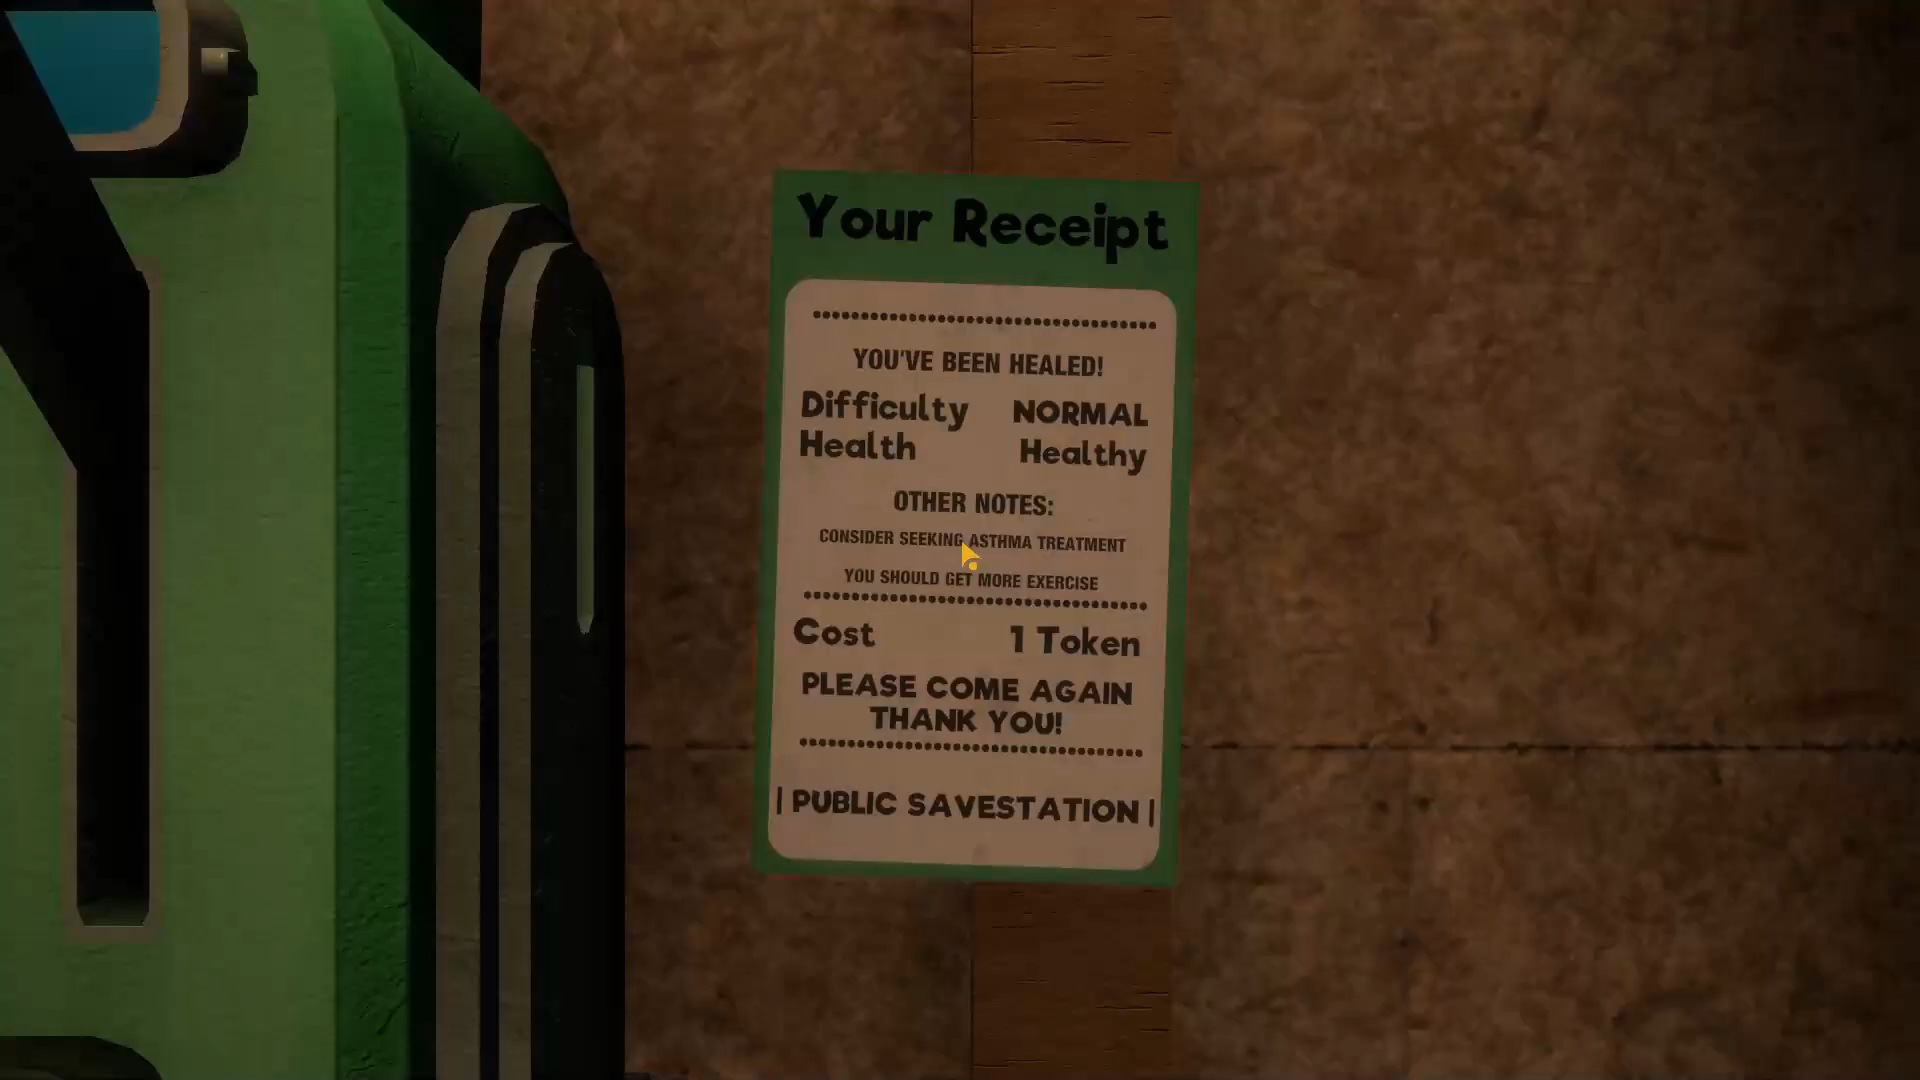 Your Receipt
YOU'VE BEEN HEALED!
Difficulty NORMAL
Health Healthy
OTHER NOTES:
CONSIDER SEEKING ASTHMA TREATMENT
YOU SHOULD GET MORE EXERCISE
Cost 1 Token
PLEASE COME AGAIN
THANK YOU!
| PUBLIC SAVESTATION |